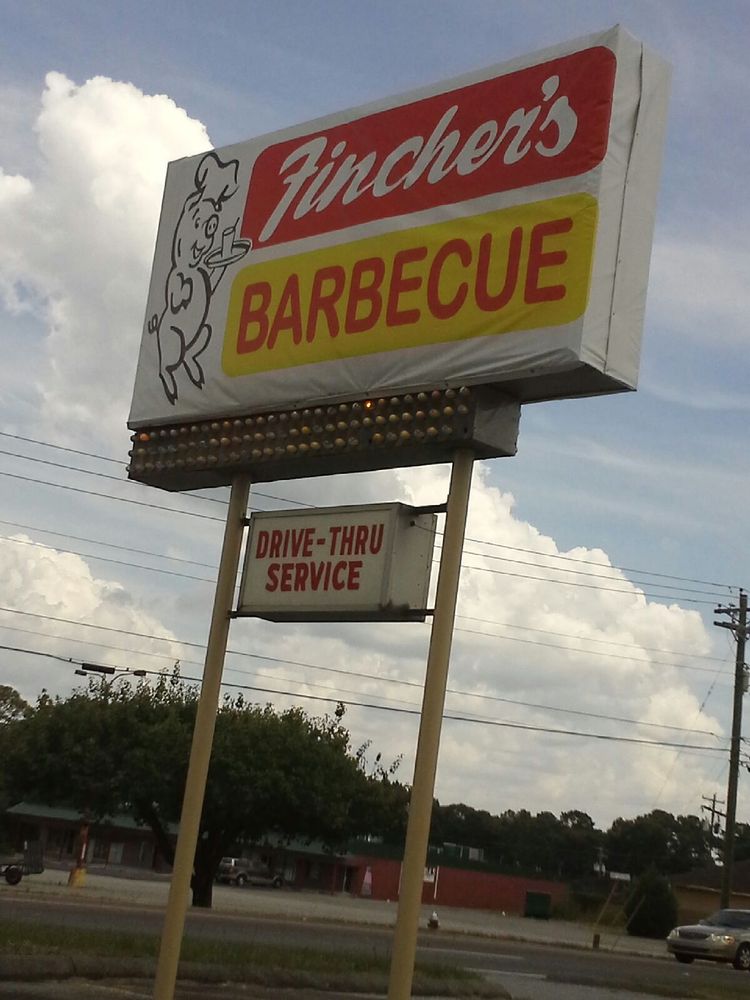 Fincher's
BARBECUE
DRIVE-THRU
SERVICE